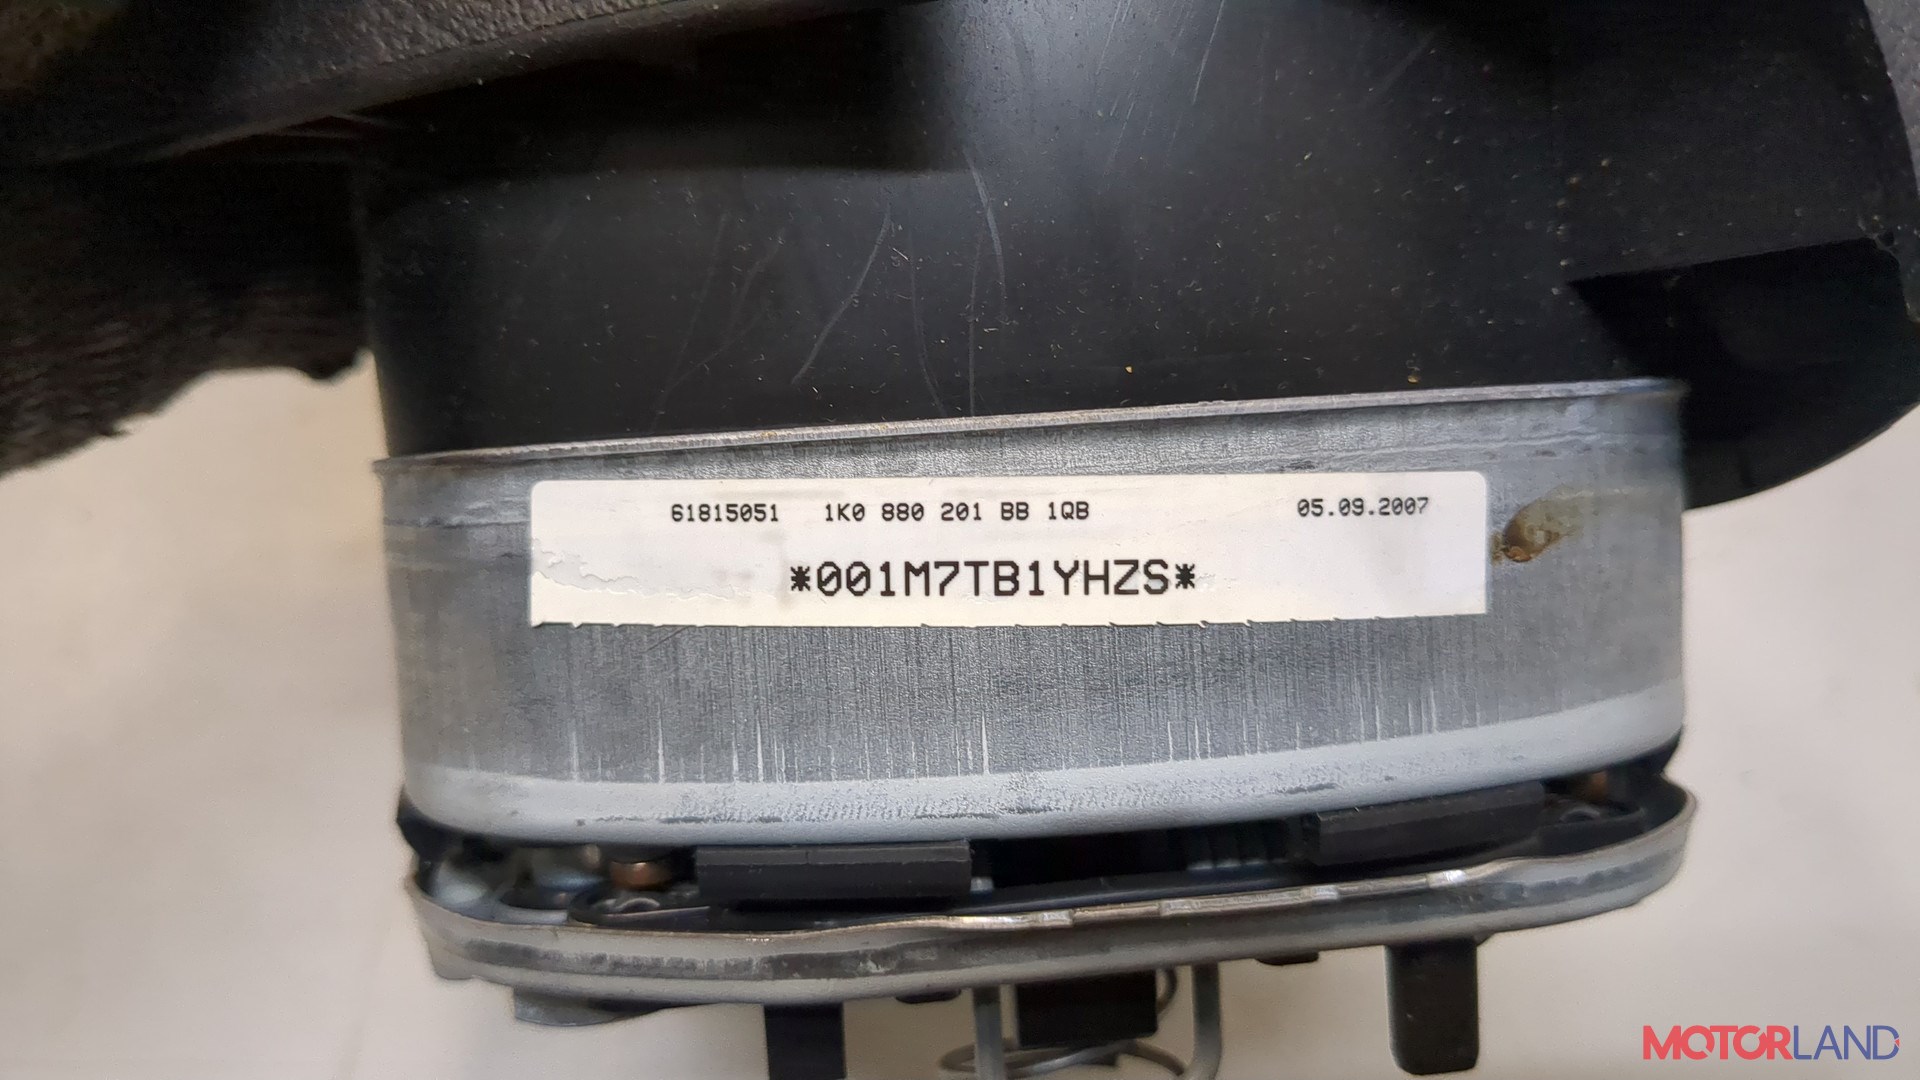 61815051 1K0 880 201 BB 1QB 05.09.2007
*001M7TB1YHZS*
MOTORLAND